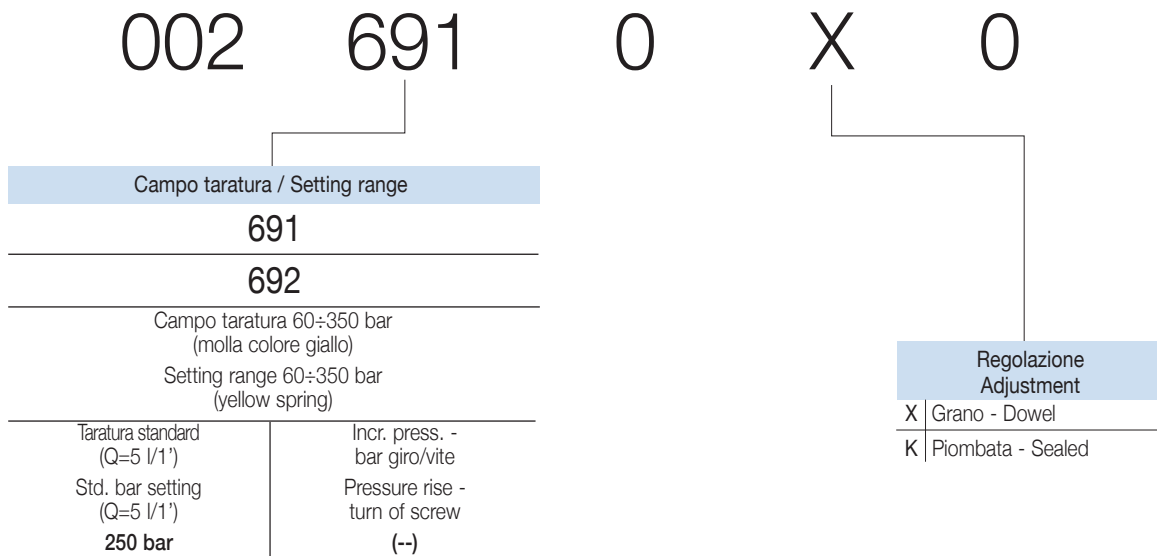 002 691 0 X 0
Campo taratura / Setting range
691
692
Campo taratura 60÷350 bar
(molla colore giallo)
Setting range 60÷350 bar
(yellow spring)
Taratura standard
(Q=5 l/1')
Std. bar setting
(Q=5 l/1')
250 bar
Incr. press. -
bar giro/vite
Pressure rise -
turn of screw
(--)
Regolazione
Adjustment
X Grano - Dowel
K Piombata - Sealed